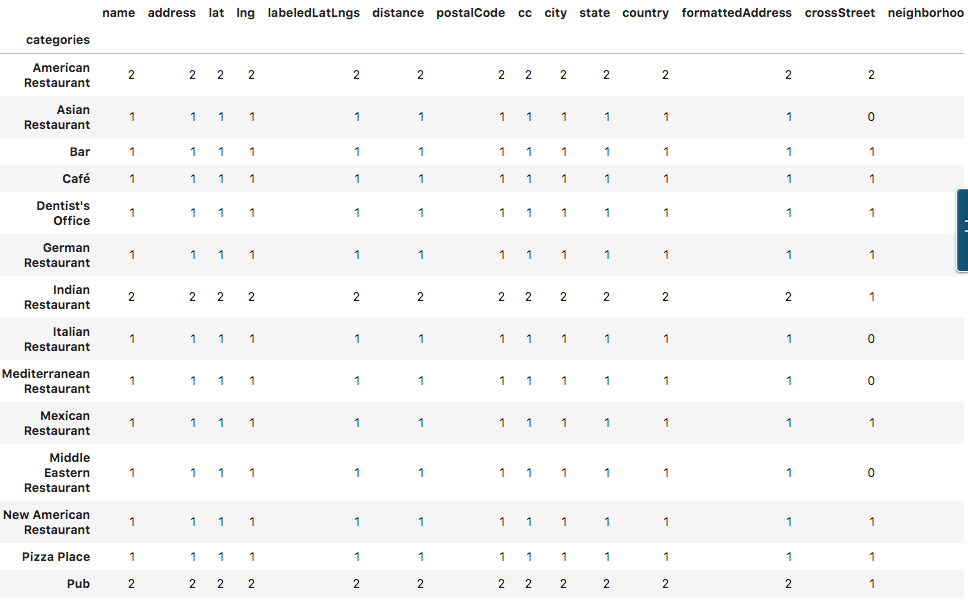 name address lat lng labeledLatLngs distance postalCode cc city state country formattedAddress crossStreet neighborhoo
categories
American
Restaurant 2 2 2 2 2 2 2 2 2 2 2 2 2
Asian
Restaurant 1 1 1 1 1 1 1 1 1 1 1 1 0
Bar 1 1 1 1 1 1 1 1 1 1 1 1 1
Café 1 1 1 1 1 1 1 1 1 1 1 1 1
Dentist's
Office 1 1 1 1 1 1 1 1 1 1 1 1 1
German
Restaurant 1 1 1 1 1 1 1 1 1 1 1 1 1
Indian
Restaurant 2 2 2 2 2 2 2 2 2 2 2 2 1
Italian
Restaurant 1 1 1 1 1 1 1 1 1 1 1 1 0
Mediterranean
Restaurant 1 1 1 1 1 1 1 1 1 1 1 1 0
Mexican
Restaurant 1 1 1 1 1 1 1 1 1 1 1 1 1
Middle
Eastern
Restaurant 1 1 1 1 1 1 1 1 1 1 1 1 0
New American
Restaurant 1 1 1 1 1 1 1 1 1 1 1 1 1
Pizza Place 1 1 1 1 1 1 1 1 1 1 1 1 1
Pub 2 2 2 2 2 2 2 2 2 2 2 2 1